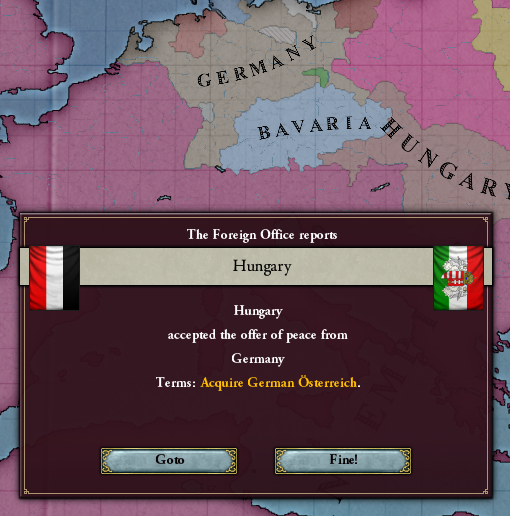 GERMANY
BAVARIA
HUNGARY
The Foreign Office reports
Hungary
Hungary
accepted the offer of peace from
Germany
Terms: Acquire German Österreich.
Goto
Fine!